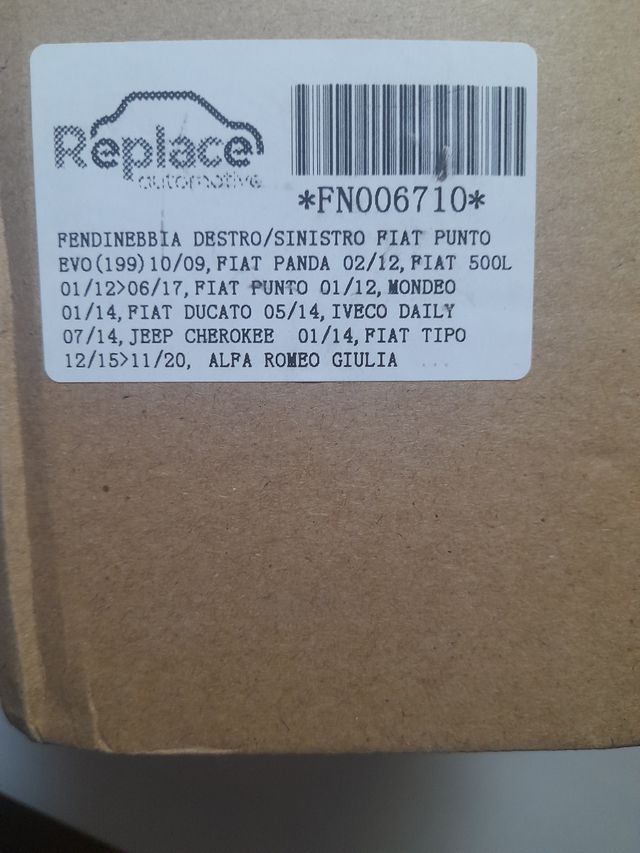 Replace
automotive
*FN006710*
FENDINEBBIA DESTRO/SINISTRO FIAT PUNTO
EVO(199)10/09,FIAT PANDA 02/12,FIAT 500L
01/12>06/17,FIAT PUNTO 01/12,MONDEO
01/14,FIAT DUCATO 05/14,IVECO DAILY
07/14,JEEP CHEROKEE 01/14,FIAT TIPO
12/15>11/20, ALFA ROMEO GIULIA ...